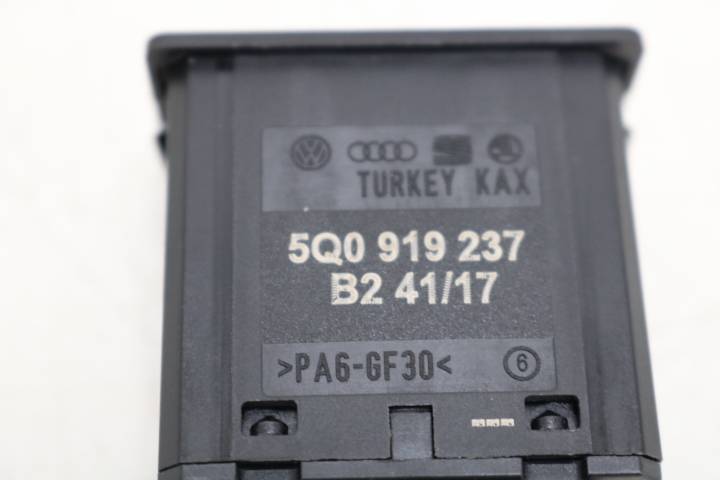 TURKEY KAX
5Q0 919 237
B2 41/17
>PA6-GF30< 6